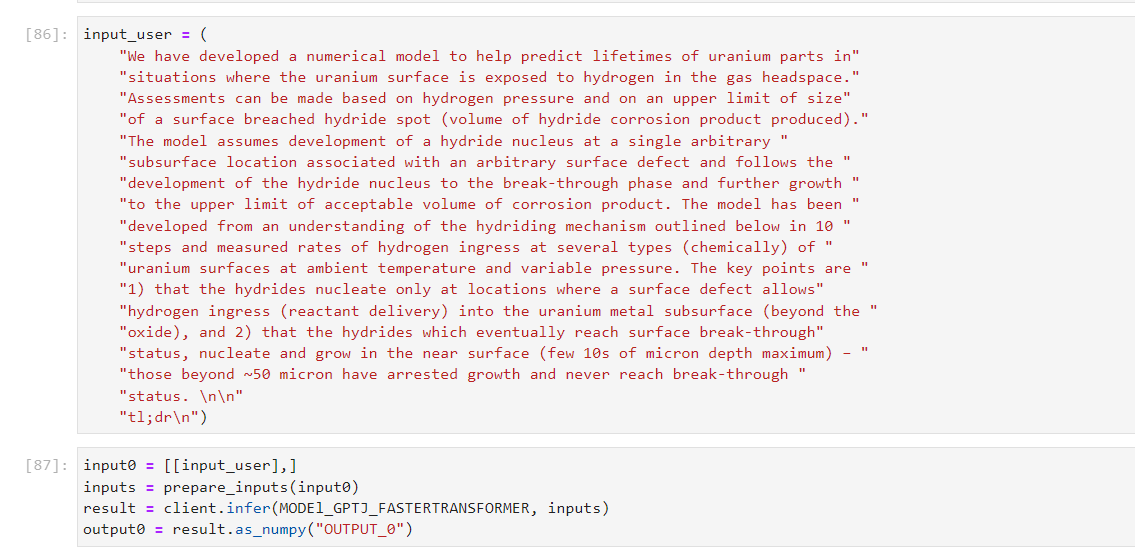 [86]: input_user = (
"We have developed a numerical model to help predict lifetimes of uranium parts in"
"situations where the uranium surface is exposed to hydrogen in the gas headspace."
"Assessments can be made based on hydrogen pressure and on an upper limit of size"
"of a surface breached hydride spot (volume of hydride corrosion product produced)."
"The model assumes development of a hydride nucleus at a single arbitrary "
"subsurface location associated with an arbitrary surface defect and follows the "
"development of the hydride nucleus to the break-through phase and further growth "
"to the upper limit of acceptable volume of corrosion product. The model has been "
"developed from an understanding of the hydriding mechanism outlined below in 10 "
"steps and measured rates of hydrogen ingress at several types (chemically) of "
"uranium surfaces at ambient temperature and variable pressure. The key points are "
"1) that the hydrides nucleate only at locations where a surface defect allows"
"hydrogen ingress (reactant delivery) into the uranium metal subsurface (beyond the "
"oxide), and 2) that the hydrides which eventually reach surface break-through"
"status, nucleate and grow in the near surface (few 10s of micron depth maximum) – "
"those beyond ~50 micron have arrested growth and never reach break-through "
"status. \n\n"
"tl;dr\n")
[87]: input0 = [[input_user],]
inputs = prepare_inputs(input0)
result = client.infer(MODEl_GPTJ_FASTERTRANSFORMER, inputs)
output0 = result.as_numpy("OUTPUT_0")